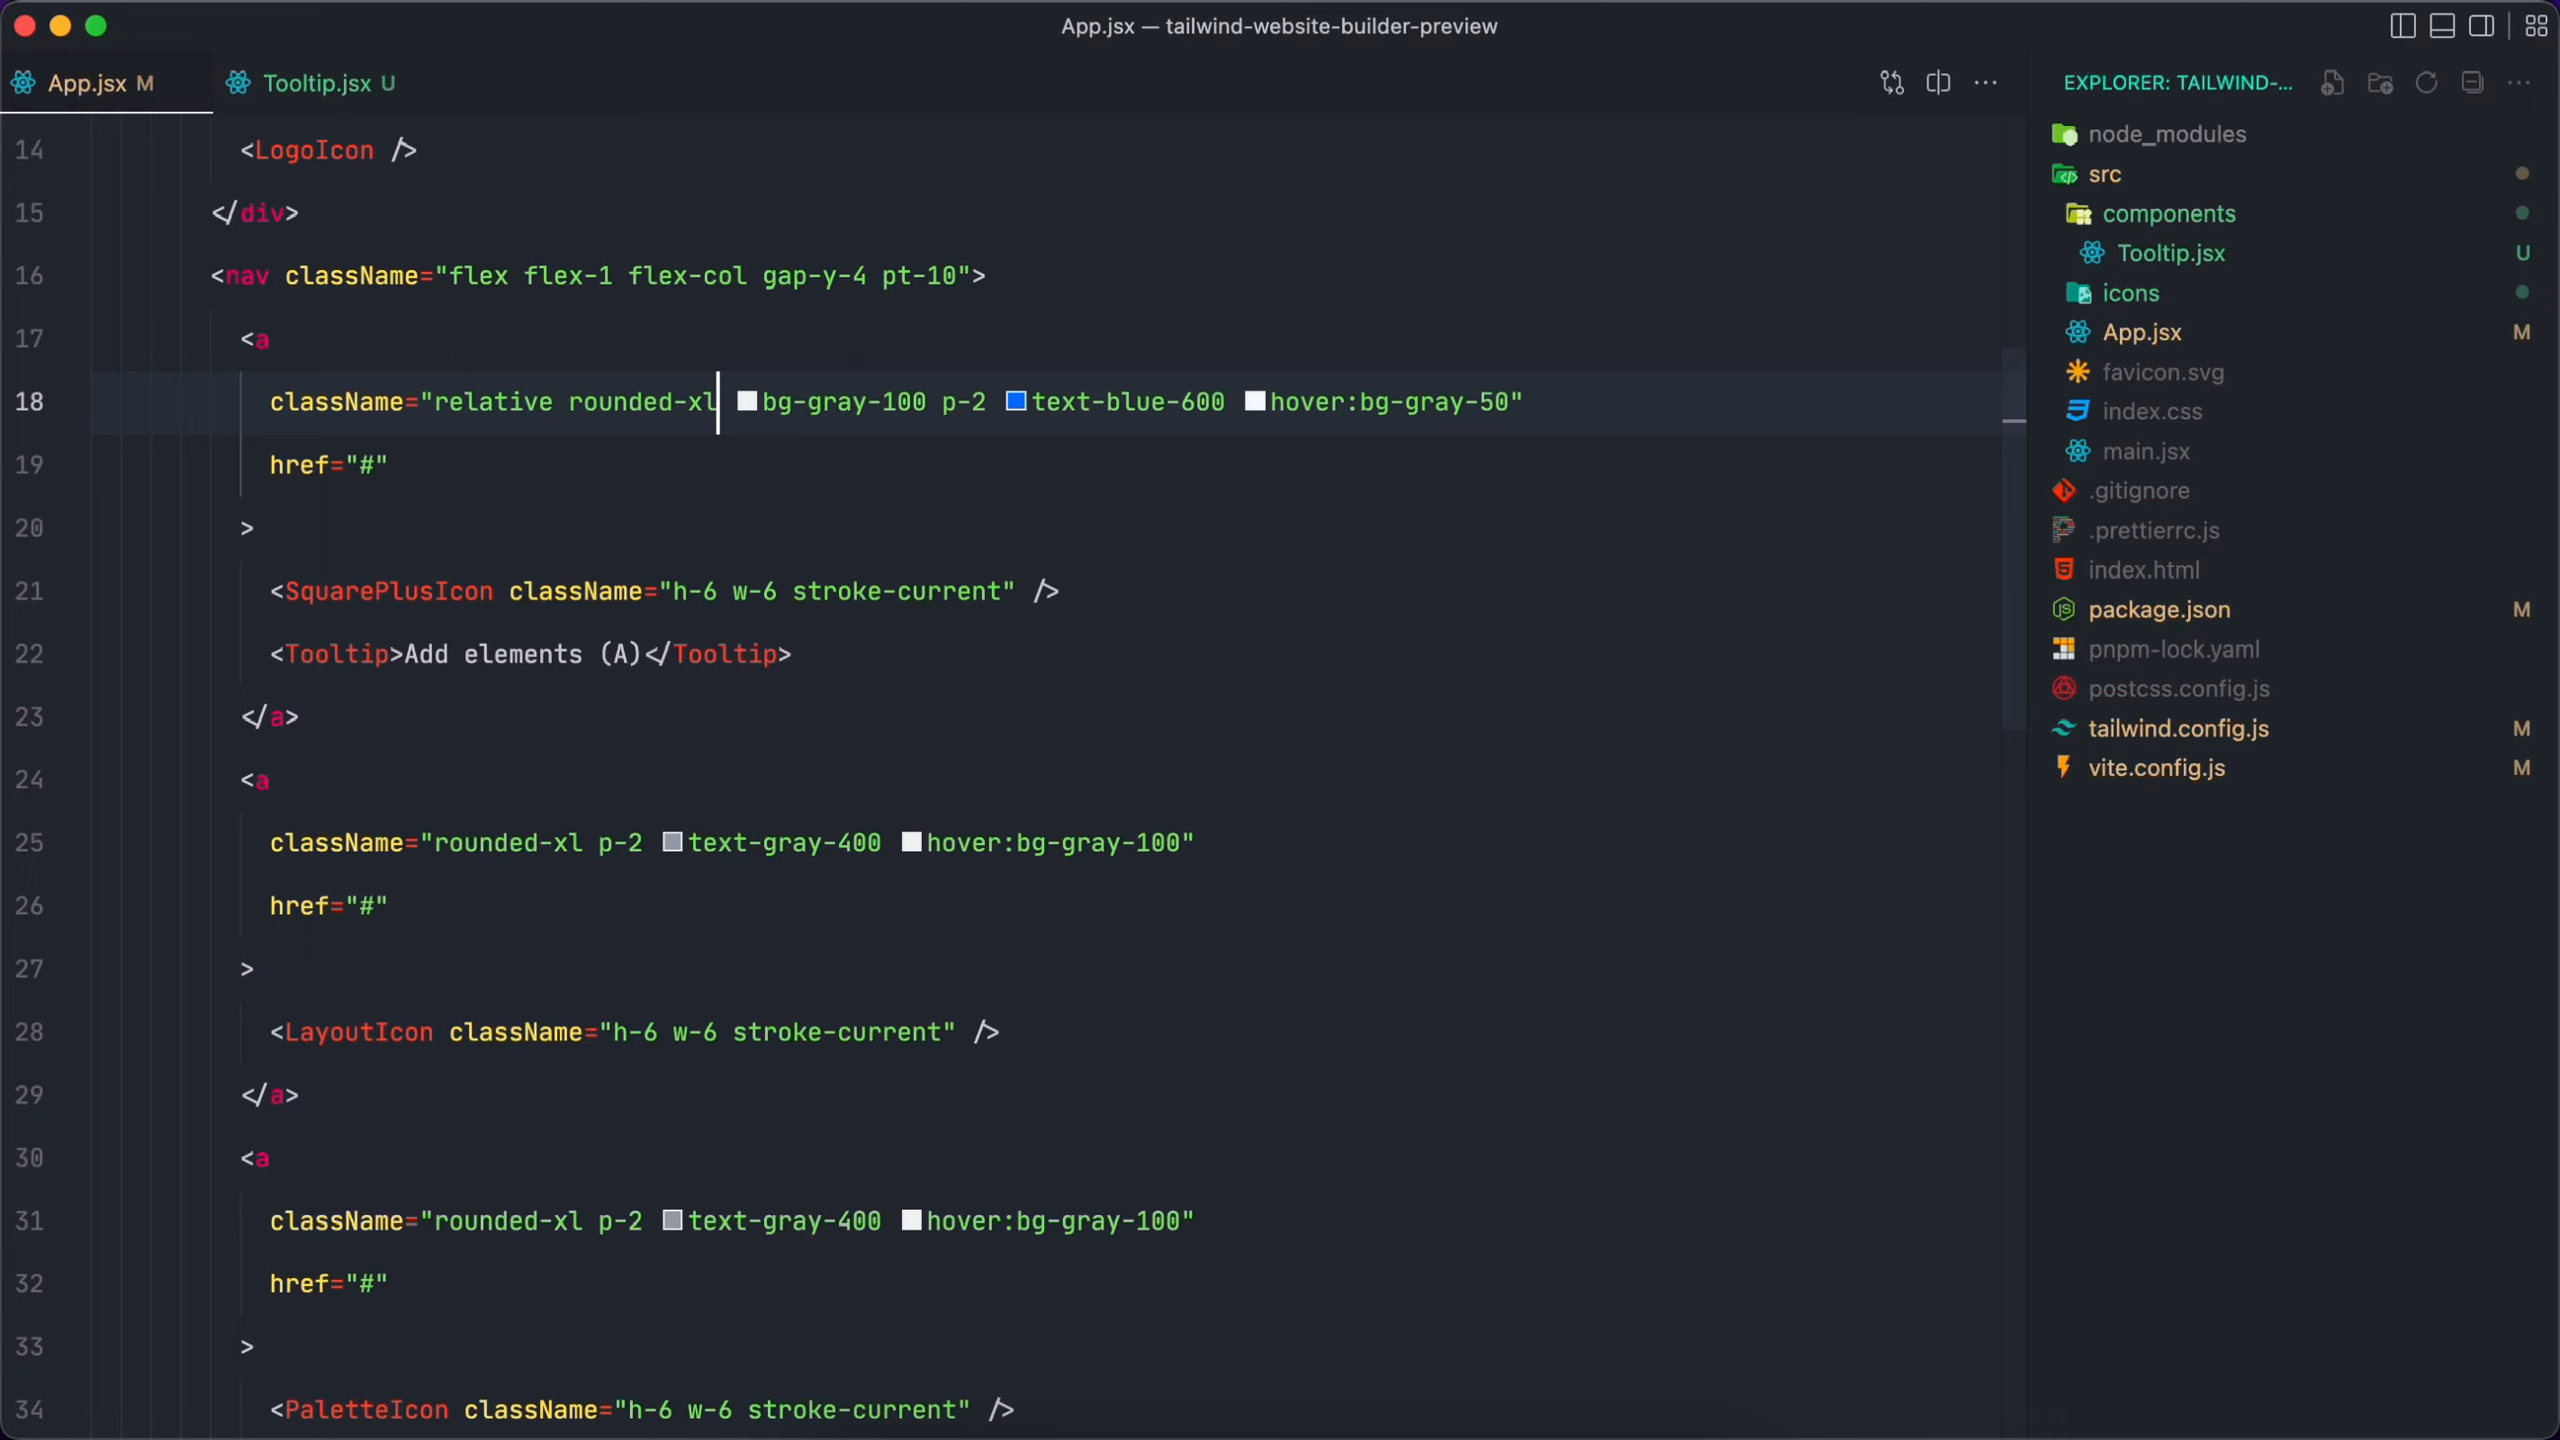 App.jsx — tailwind-website-builder-preview
App.jsx M
Tooltip.jsx U
EXPLORER: TAILWIND-...
14 <LogoIcon />
15 </div>
16 <nav className="flex flex-1 flex-col gap-y-4 pt-10">
17 <a
18 className="relative rounded-xl bg-gray-100 p-2 text-blue-600 hover:bg-gray-50"
19 href="#"
20 >
21 <SquarePlusIcon className="h-6 w-6 stroke-current" />
22 <Tooltip>Add elements (A)</Tooltip>
23 </a>
24 <a
25 className="rounded-xl p-2 text-gray-400 hover:bg-gray-100"
26 href="#"
27 >
28 <LayoutIcon className="h-6 w-6 stroke-current" />
29 </a>
30 <a
31 className="rounded-xl p-2 text-gray-400 hover:bg-gray-100"
32 href="#"
33 >
34 <PaletteIcon className="h-6 w-6 stroke-current" />
node_modules
src
components
Tooltip.jsx U
icons
App.jsx M
favicon.svg
index.css
main.jsx
.gitignore
.prettierrc.js
index.html
package.json M
pnpm-lock.yaml
postcss.config.js
tailwind.config.js M
vite.config.js M